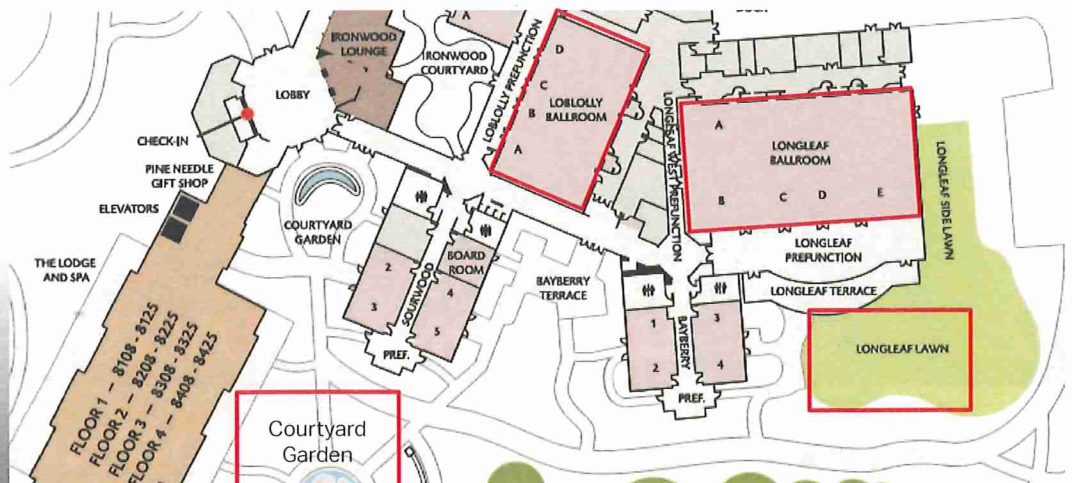 DOCK
IRONWOOD
LOUNGE
A
IRONWOOD
COURTYARD
LOBLOLLY PREFUNCTION
D
C
B
A
LOBLOLLY
BALLROOM
LOBBY
CHECK-IN
PINE NEEDLE
GIFT SHOP
ELEVATORS
THE LODGE
AND SPA
COURTYARD
GARDEN
FLOOR 1 – 8108 - 8125
FLOOR 2 – 8208 - 8225
FLOOR 3 – 8308 - 8325
FLOOR 4 – 8408 - 8425
2
3
SOURWOOD
BOARD
ROOM
4
5
PREF.
BAYBERRY
TERRACE
LONGLEAF WEST PREFUNCTION
A
LONGLEAF
BALLROOM
B
C
D
E
LONGLEAF
PREFUNCTION
LONGLEAF TERRACE
LONGLEAF SIDE LAWN
LONGLEAF LAWN
1
2
BAYBERRY
3
4
PREF.
Courtyard
Garden